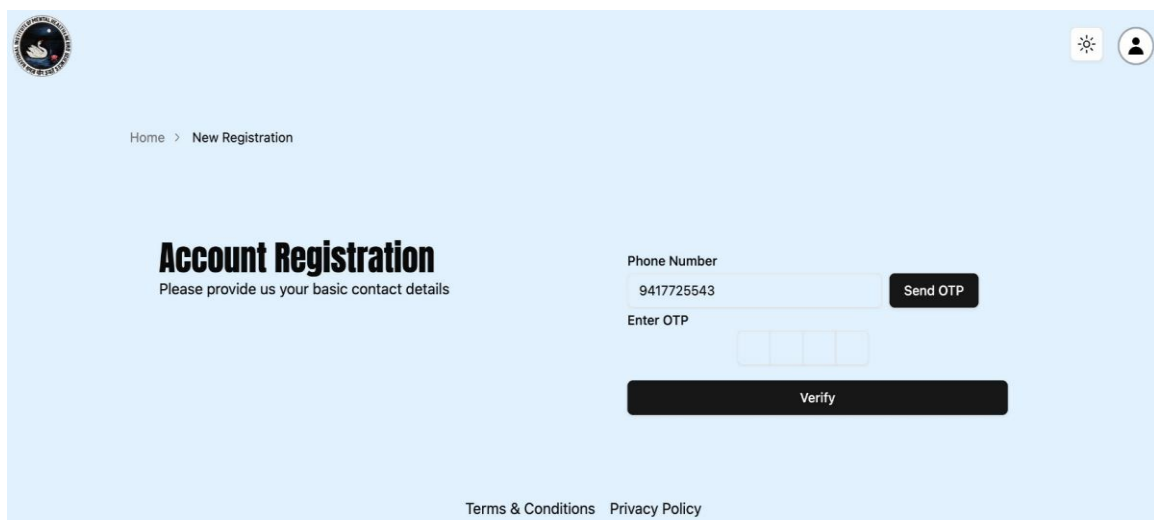 Home > New Registration
Account Registration
Please provide us your basic contact details
Phone Number
9417725543 Send OTP
Enter OTP
Verify
Terms & Conditions Privacy Policy